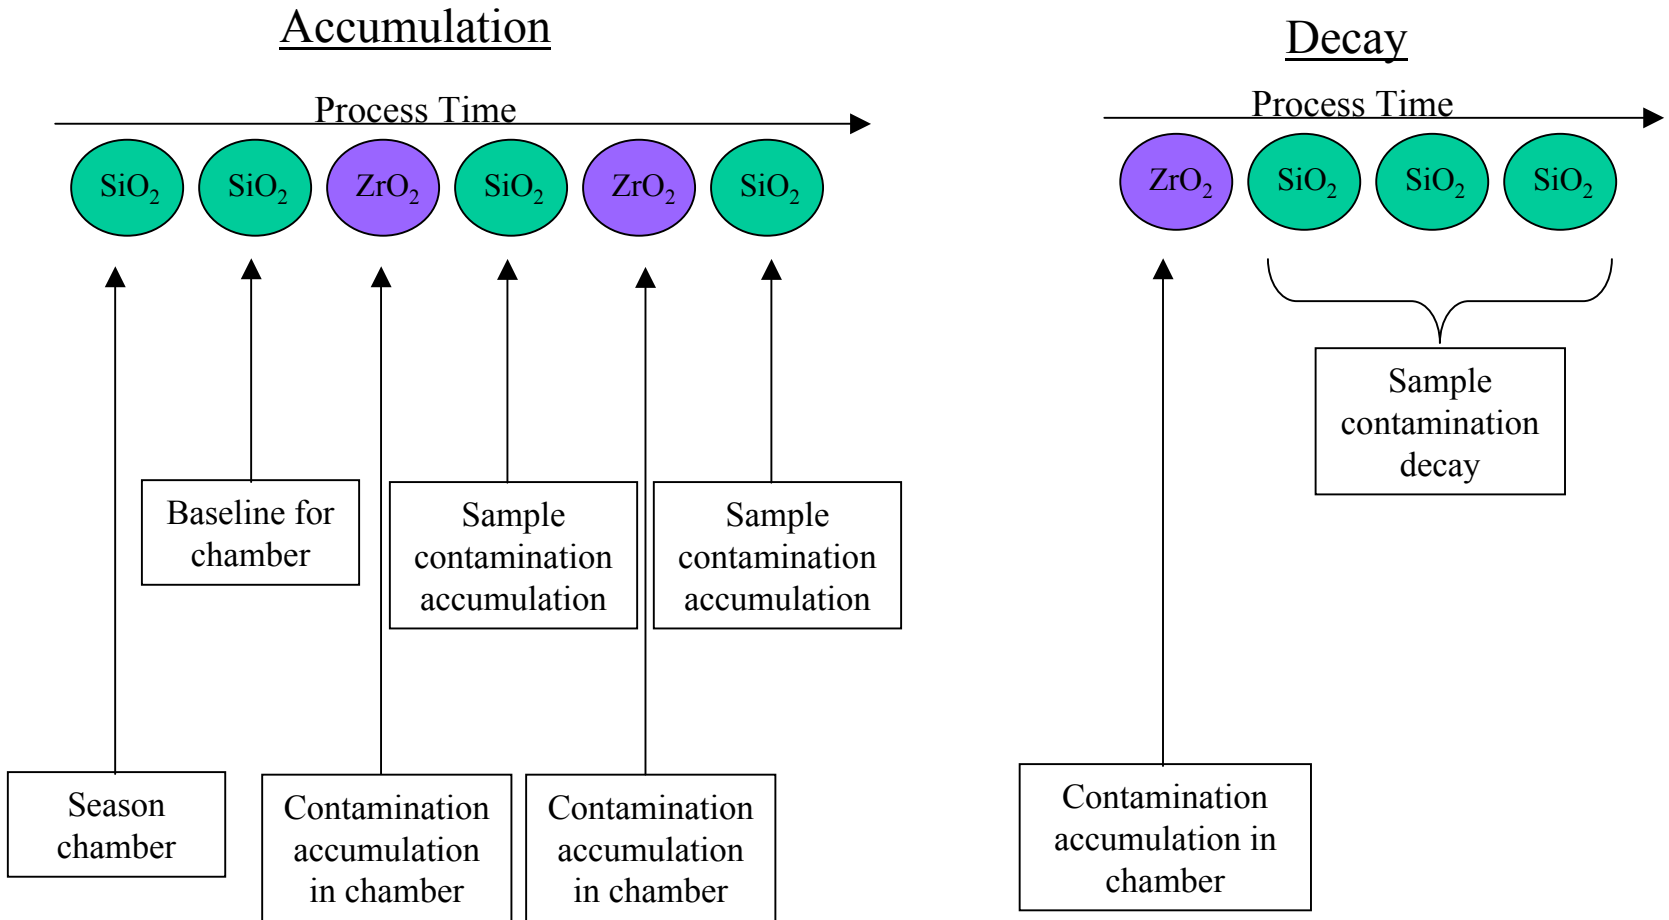 Accumulation
Process Time
SiO₂ SiO₂ ZrO₂ SiO₂ ZrO₂ SiO₂
Baseline for
chamber
Sample
contamination
accumulation
Sample
contamination
accumulation
Season
chamber
Contamination
accumulation
in chamber
Contamination
accumulation
in chamber
Decay
Process Time
ZrO₂ SiO₂ SiO₂ SiO₂
Sample
contamination
decay
Contamination
accumulation in
chamber